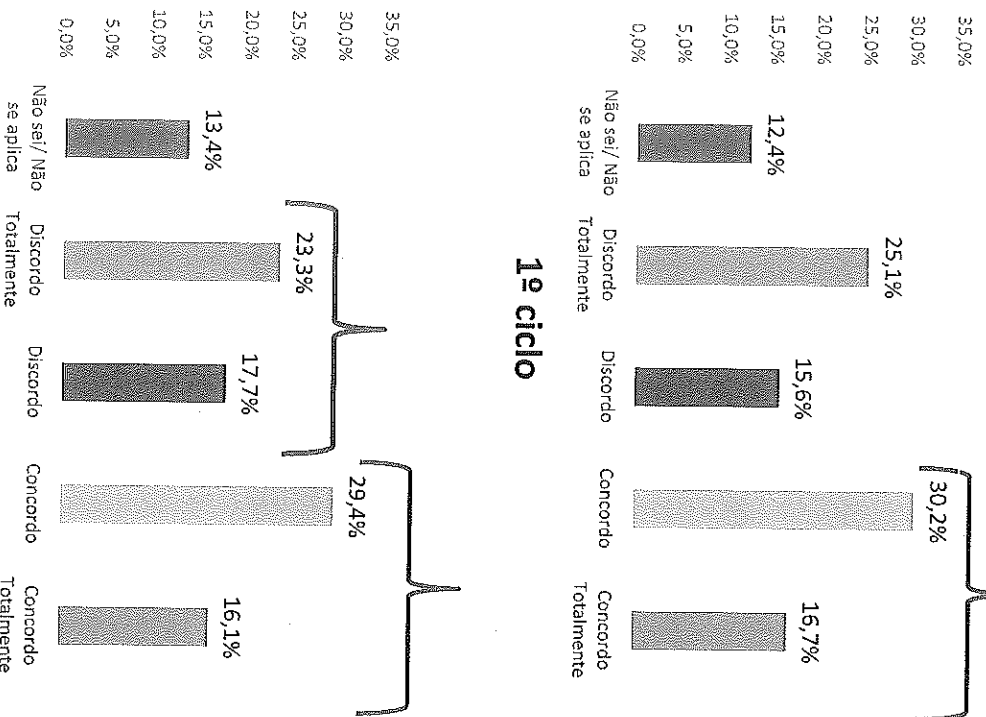 35,0%
30,0%
25,0%
20,0%
15,0%
10,0%
5,0%
0,0%
12,4%
25,1%
15,6%
30,2%
16,7%
Não sei/ Não
se aplica
Discordo
Totalmente
Discordo
Concordo
Concordo
Totalmente
1º ciclo
35,0%
30,0%
25,0%
20,0%
15,0%
10,0%
5,0%
0,0%
13,4%
23,3%
17,7%
29,4%
16,1%
Não sei/ Não
se aplica
Discordo
Totalmente
Discordo
Concordo
Concordo
Totalmente